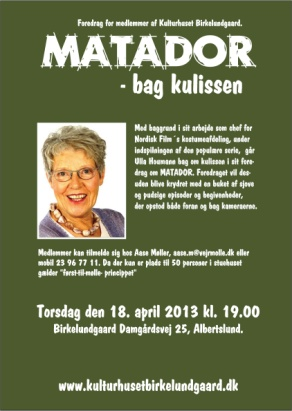 Foredrag for medlemmer af Kulturhuset Birkelundgaard.
MATADOR
- bag kulissen
Med baggrund i sit arbejde som chef for
Nordisk Film´s kostumeafdeling, under
indspilningen af den populære serie, går
Ulla Houmann bag om kulissen i sit fore-
drag om MATADOR. Foredraget vil des-
uden blive krydret med en buket af sjove
og pudsige episoder og begivenheder,
der opstod både foran og bag kameraerne.
Medlemmer kan tilmelde sig hos Aase Møller, aase.m@vejrmolle.dk eller
mobil 23 96 77 11. Da der kun er plads til 50 personer i stuehuset
gælder "først-til-mølle- princippet"
Torsdag den 18. april 2013 kl. 19.00
Birkelundgaard Damgårdsvej 25, Albertslund.
www.kulturhusetbirkelundgaard.dk